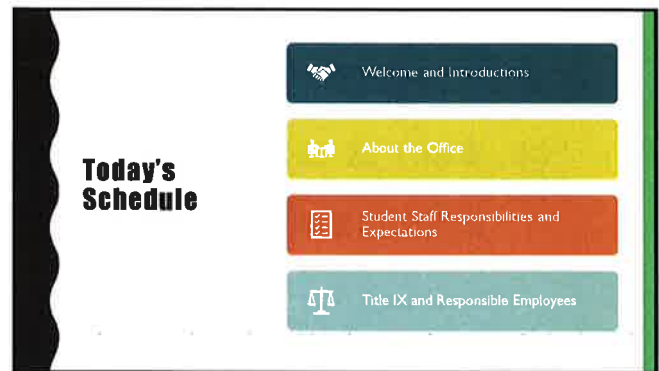 Today's
Schedule
Welcome and Introductions
About the Office
Student Staff Responsibilities and
Expectations
Title IX and Responsible Employees